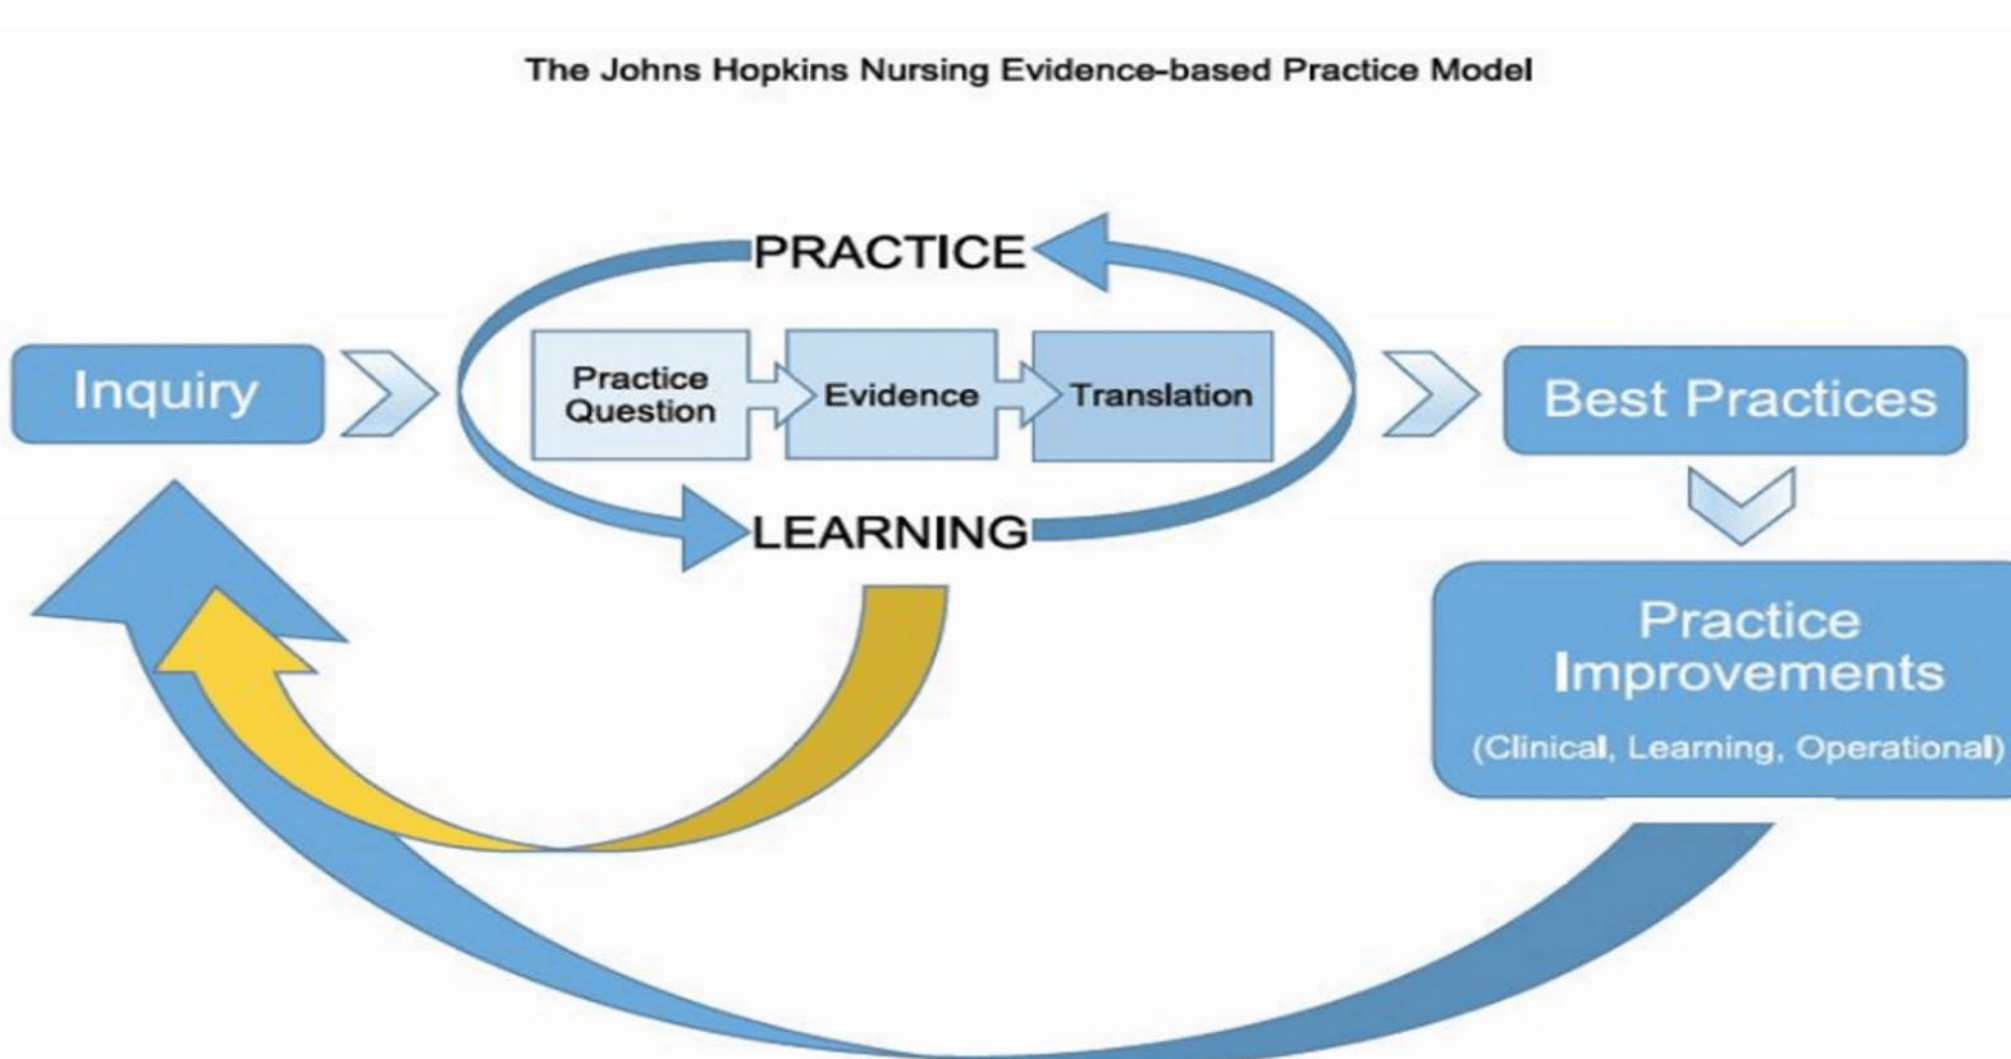 The Johns Hopkins Nursing Evidence-based Practice Model
PRACTICE
Inquiry
Practice
Question
Evidence
Translation
Best Practices
LEARNING
Practice
Improvements
(Clinical, Learning, Operational)